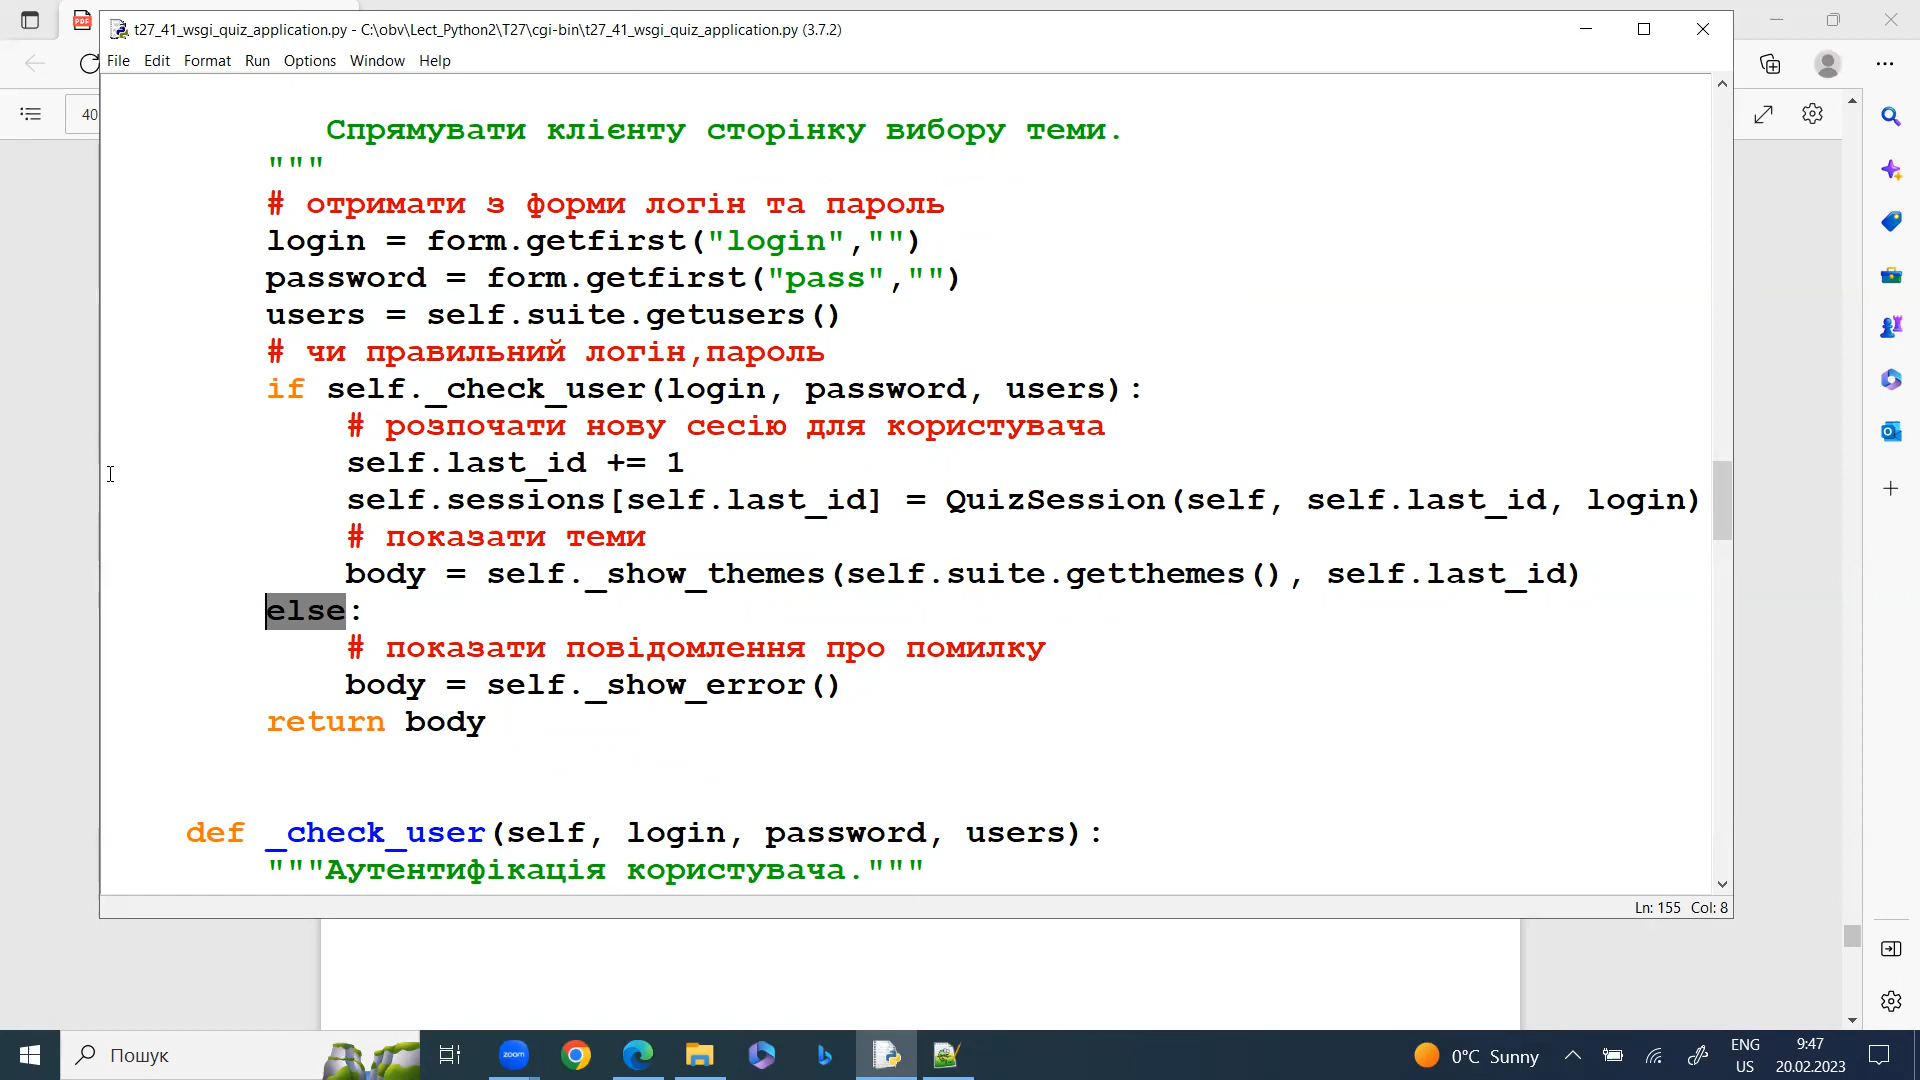 t27_41_wsgi_quiz_application.py - C:\obv\Lect_Python2\T27\cgi-bin\t27_41_wsgi_quiz_application.py (3.7.2)
File Edit Format Run Options Window Help
40
Спрямувати клієнту сторінку вибору теми.
"""
# отримати з форми логін та пароль
login = form.getfirst("login","")
password = form.getfirst("pass","")
users = self.suite.getusers()
# чи правильний логін,пароль
if self._check_user(login, password, users):
# розпочати нову сесію для користувача
self.last_id += 1
self.sessions[self.last_id] = QuizSession(self, self.last_id, login)
# показати теми
body = self._show_themes(self.suite.getthemes(), self.last_id)
else:
# показати повідомлення про помилку
body = self._show_error()
return body
def _check_user(self, login, password, users):
"""Аутентифікація користувача."""
Ln: 155 Col: 8
Пошук
zoom
0°C Sunny
ENG
US
9:47
20.02.2023